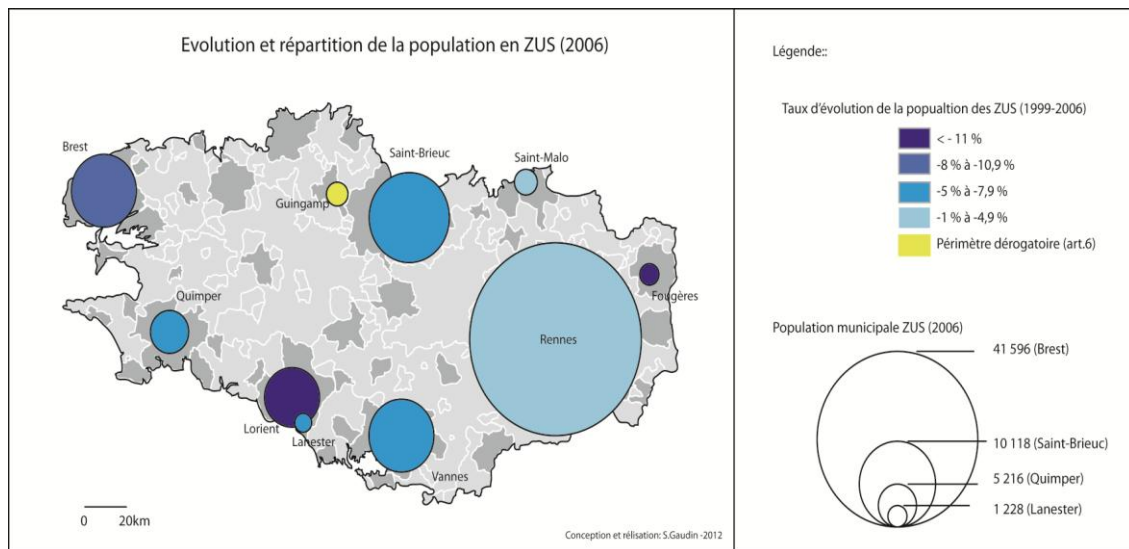 Evolution et répartition de la population en ZUS (2006)
Brest
Saint-Brieuc
Saint-Malo
Guingamp
Fougères
Quimper
Rennes
Lorient
Lanester
Vannes
0 20km
Conception et rélisation: S.Gaudin -2012
Légende::
Taux d'évolution de la popualtion des ZUS (1999-2006)
< - 11 %
-8 % à -10,9 %
-5 % à -7,9 %
-1 % à -4,9 %
Périmètre dérogatoire (art.6)
Population municipale ZUS (2006)
41 596 (Brest)
10 118 (Saint-Brieuc)
5 216 (Quimper)
1 228 (Lanester)